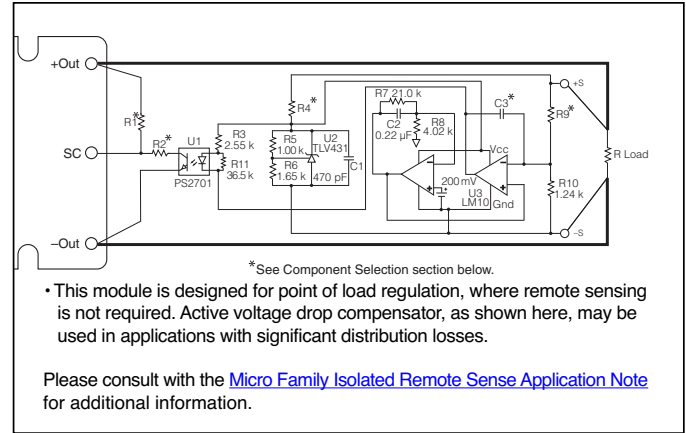 +Out
R1*
SC
R2*
U1
PS2701
R3
2.55 k
R11
36.5 k
–Out
R4*
R5
1.00 k
R6
1.65 k
U2
TLV431
470 pF
C1
R7 21.0 k
C2
0.22 µF
R8
4.02 k
C3*
Vcc
200 mV
U3
LM10
Gnd
+S
R9*
R10
1.24 k
–S
R Load
*See Component Selection section below.
• This module is designed for point of load regulation, where remote sensing
is not required. Active voltage drop compensator, as shown here, may be
used in applications with significant distribution losses.
Please consult with the Micro Family Isolated Remote Sense Application Note
for additional information.